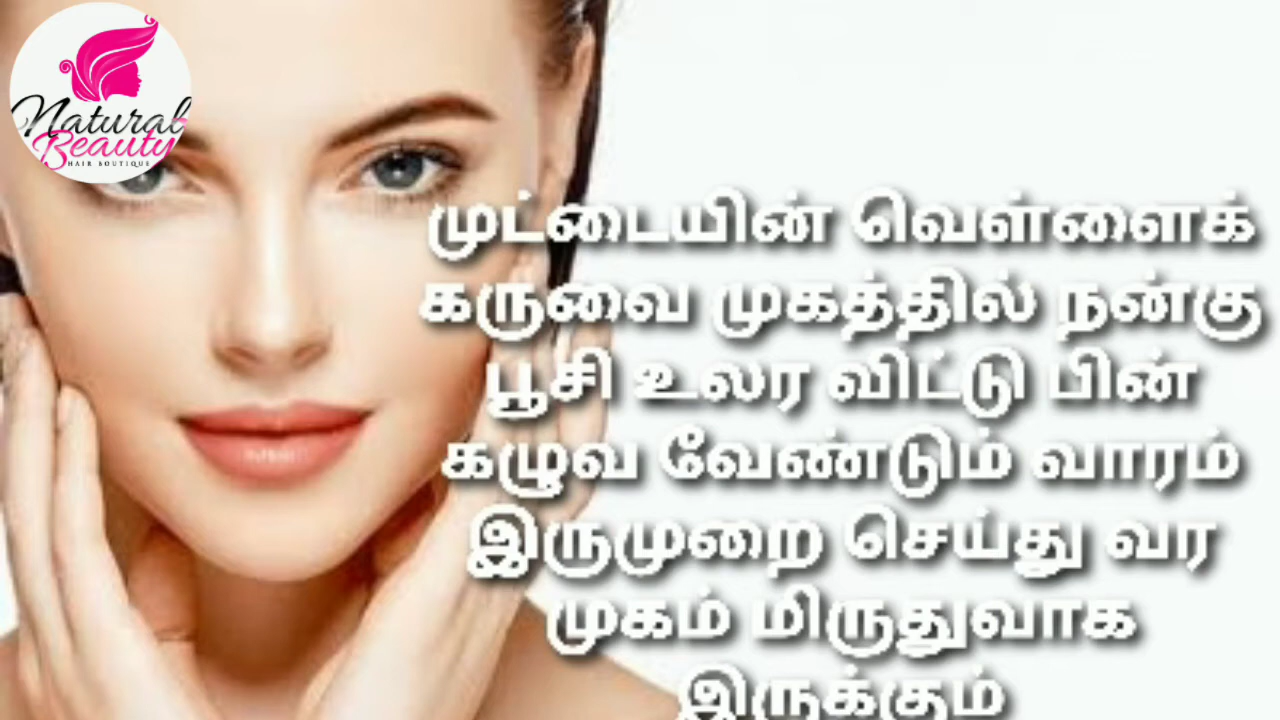 Natural
Beauty
HAIR BOUTIQUE
முட்டையின் வெள்ளைக்
கருவை முகத்தில் நன்கு
பூசி உலர விட்டு பின்
கழுவ வேண்டும் வாரம்
இருமுறை செய்து வர
முகம் மிருதுவாக
இருக்கும்